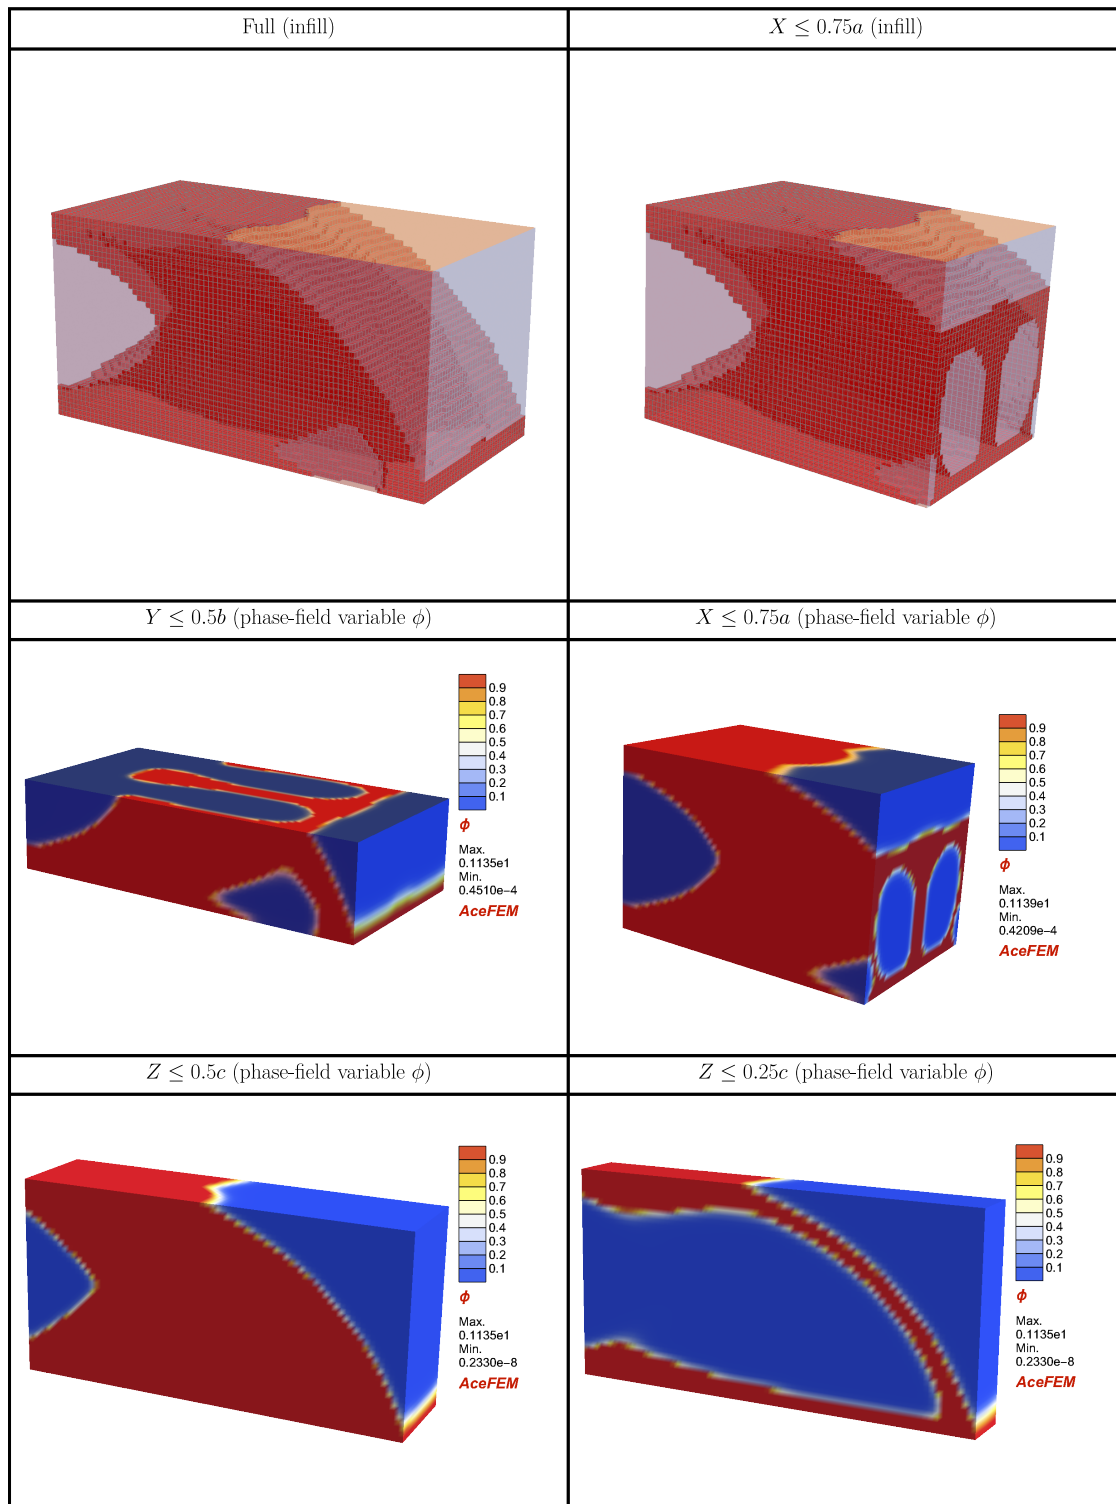 Full (infill)
X ≤ 0.75a (infill)
Y ≤ 0.5b (phase-field variable ϕ)
X ≤ 0.75a (phase-field variable ϕ)
0.9
0.8
0.7
0.6
0.5
0.4
0.3
0.2
0.1
ϕ
Max.
0.1135e1
Min.
0.4510e-4
AceFEM
0.9
0.8
0.7
0.6
0.5
0.4
0.3
0.2
0.1
ϕ
Max.
0.1139e1
Min.
0.4209e-4
AceFEM
Z ≤ 0.5c (phase-field variable ϕ)
Z ≤ 0.25c (phase-field variable ϕ)
0.9
0.8
0.7
0.6
0.5
0.4
0.3
0.2
0.1
ϕ
Max.
0.1135e1
Min.
0.2330e-8
AceFEM
0.9
0.8
0.7
0.6
0.5
0.4
0.3
0.2
0.1
ϕ
Max.
0.1135e1
Min.
0.2330e-8
AceFEM